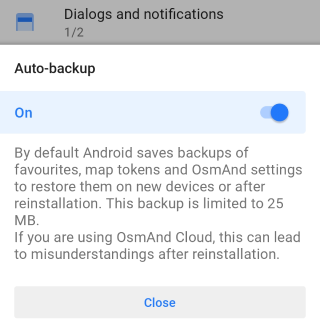 Dialogs and notifications
1/2
Auto-backup
On
By default Android saves backups of
favourites, map tokens and OsmAnd settings
to restore them on new devices or after
reinstallation. This backup is limited to 25
MB.
If you are using OsmAnd Cloud, this can lead
to misunderstandings after reinstallation.
Close